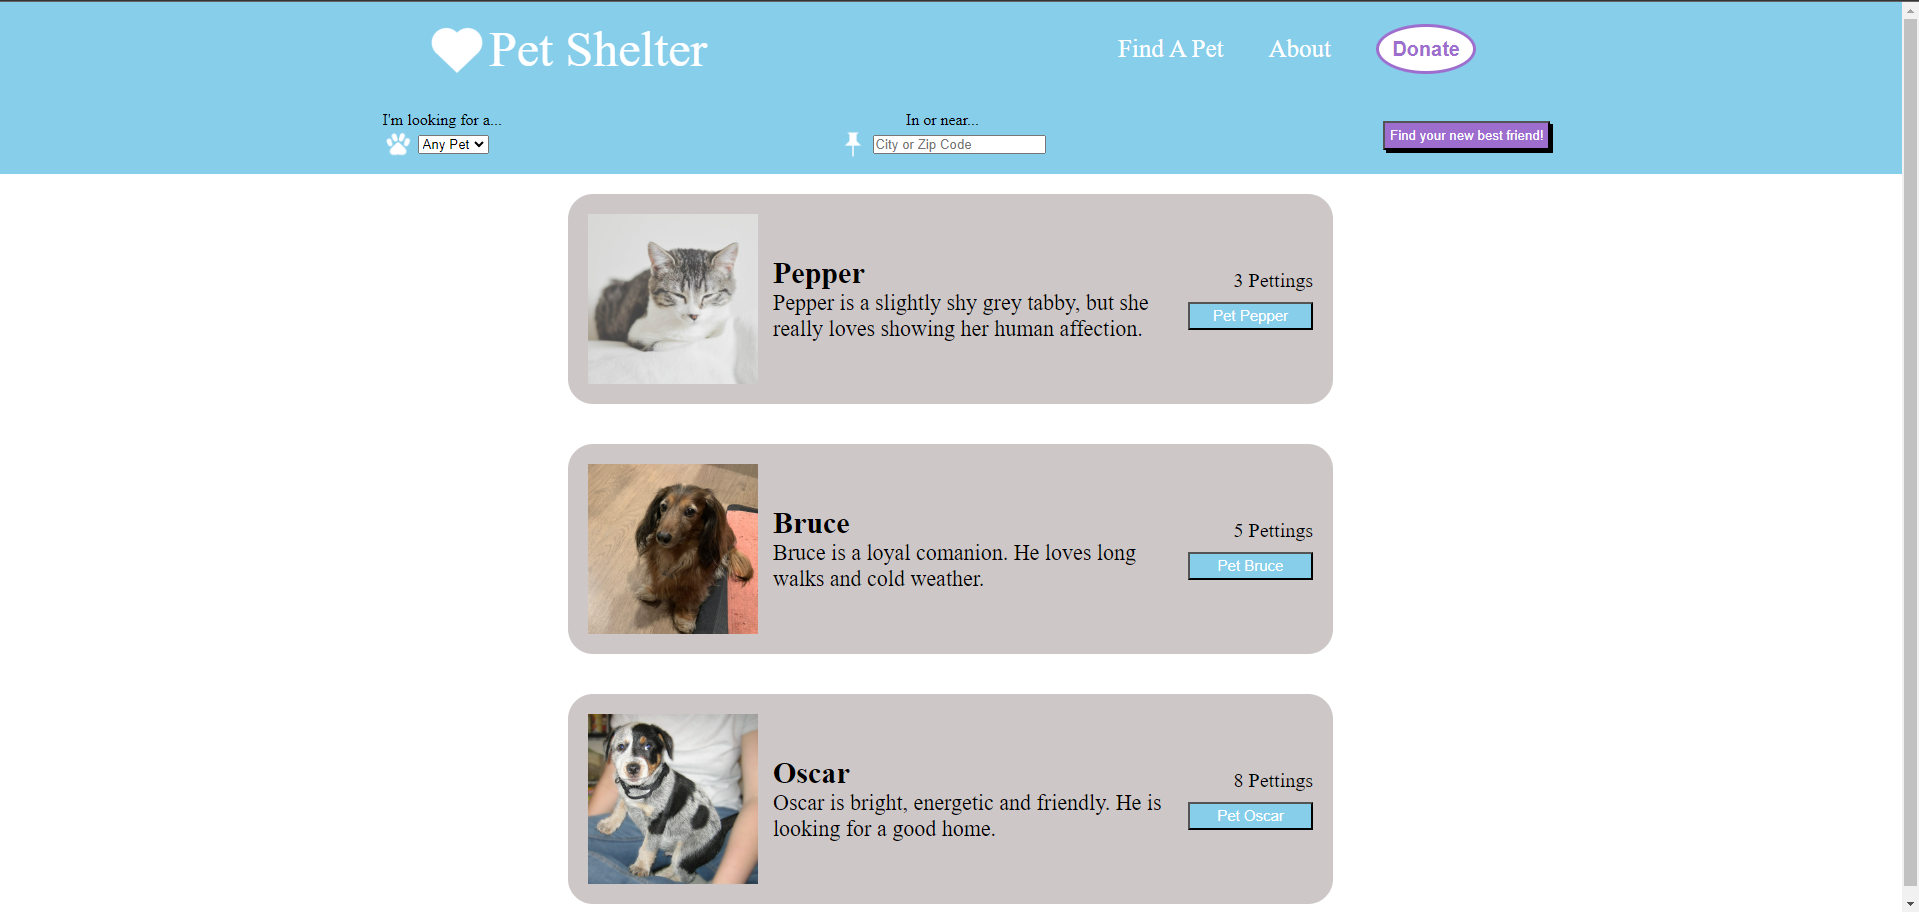 Pet Shelter
Find A Pet
About
Donate
I'm looking for a...
Any Pet
In or near...
City or Zip Code
Find your new best friend!
Pepper
Pepper is a slightly shy grey tabby, but she
really loves showing her human affection.
3 Pettings
Pet Pepper
Bruce
Bruce is a loyal comanion. He loves long
walks and cold weather.
5 Pettings
Pet Bruce
Oscar
Oscar is bright, energetic and friendly. He is
looking for a good home.
8 Pettings
Pet Oscar